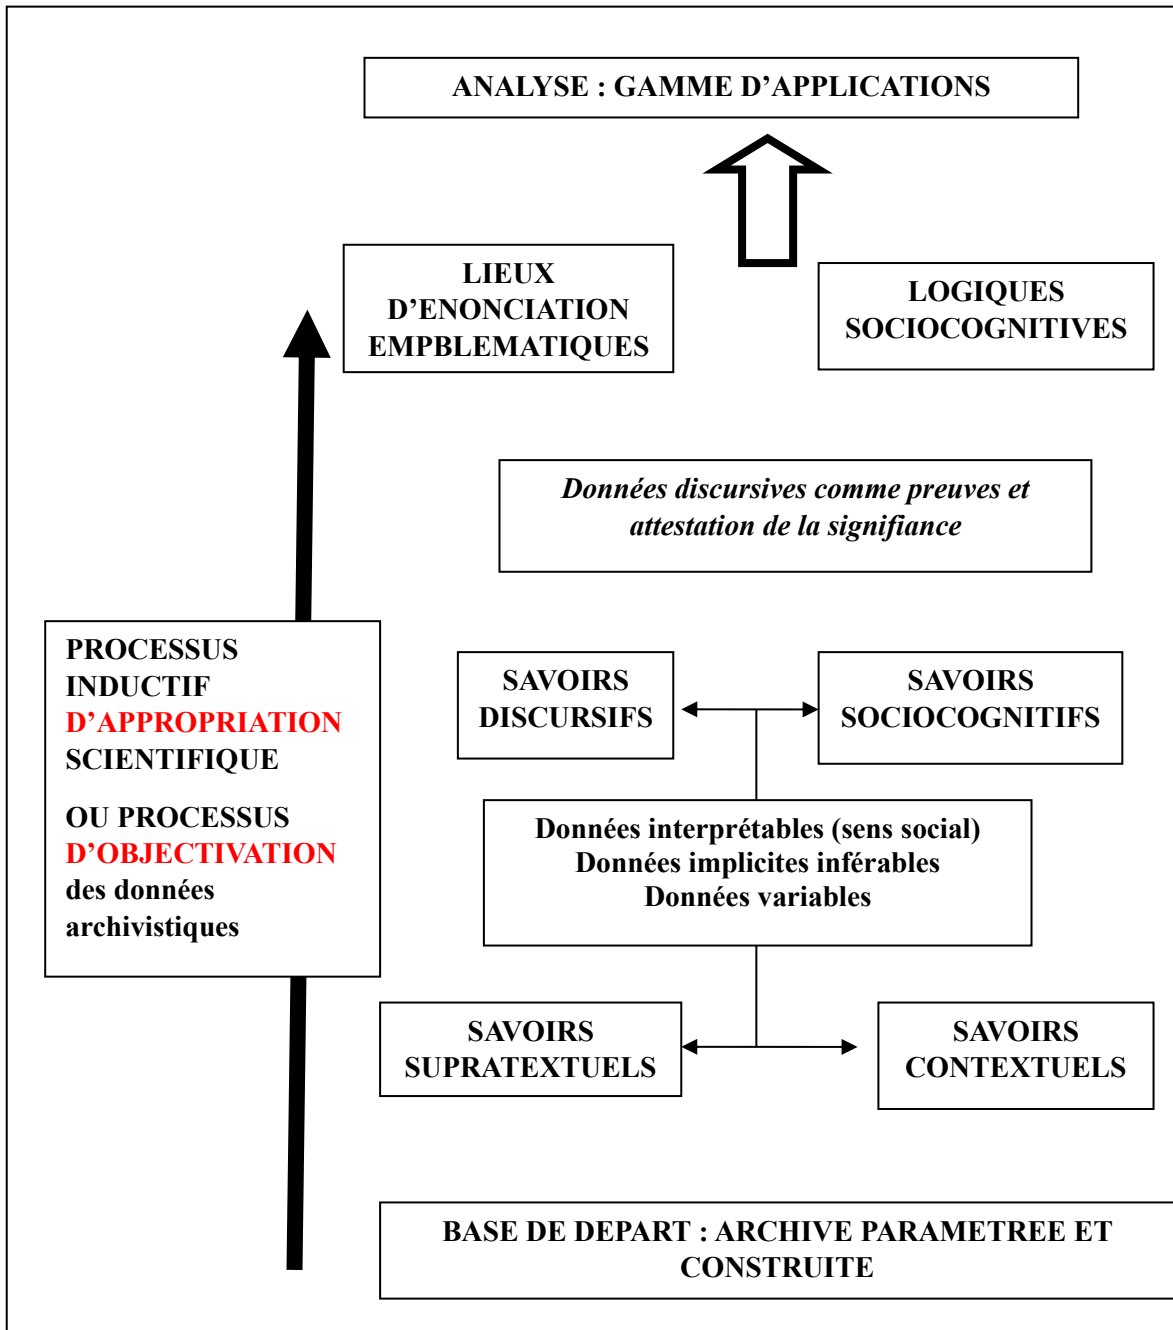 ANALYSE : GAMME D’APPLICATIONS
LIEUX
D’ENONCIATION
EMPBLEMATIQUES
LOGIQUES
SOCIOCOGNITIVES
Données discursives comme preuves et
attestation de la signifiance
PROCESSUS
INDUCTIF
D’APPROPRIATION
SCIENTIFIQUE
OU PROCESSUS
D’OBJECTIVATION
des données
archivistiques
SAVOIRS
DISCURSIFS
SAVOIRS
SOCIOCOGNITIFS
Données interprétables (sens social)
Données implicites inférables
Données variables
SAVOIRS
SUPRATEXTUELS
SAVOIRS
CONTEXTUELS
BASE DE DEPART : ARCHIVE PARAMETREE ET
CONSTRUITE